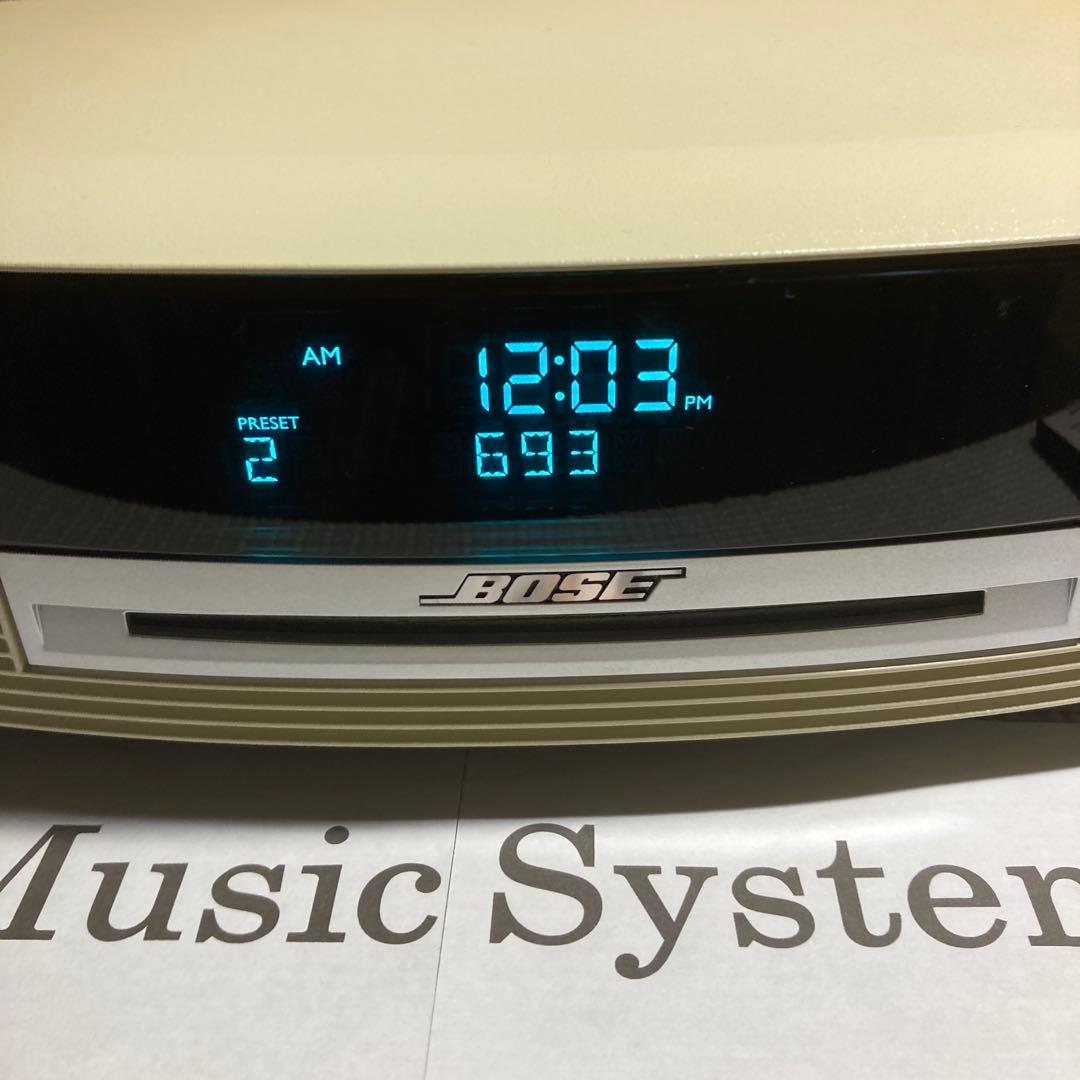 AM 12:03 PM
PRESET
2 693
BOSE
Music System